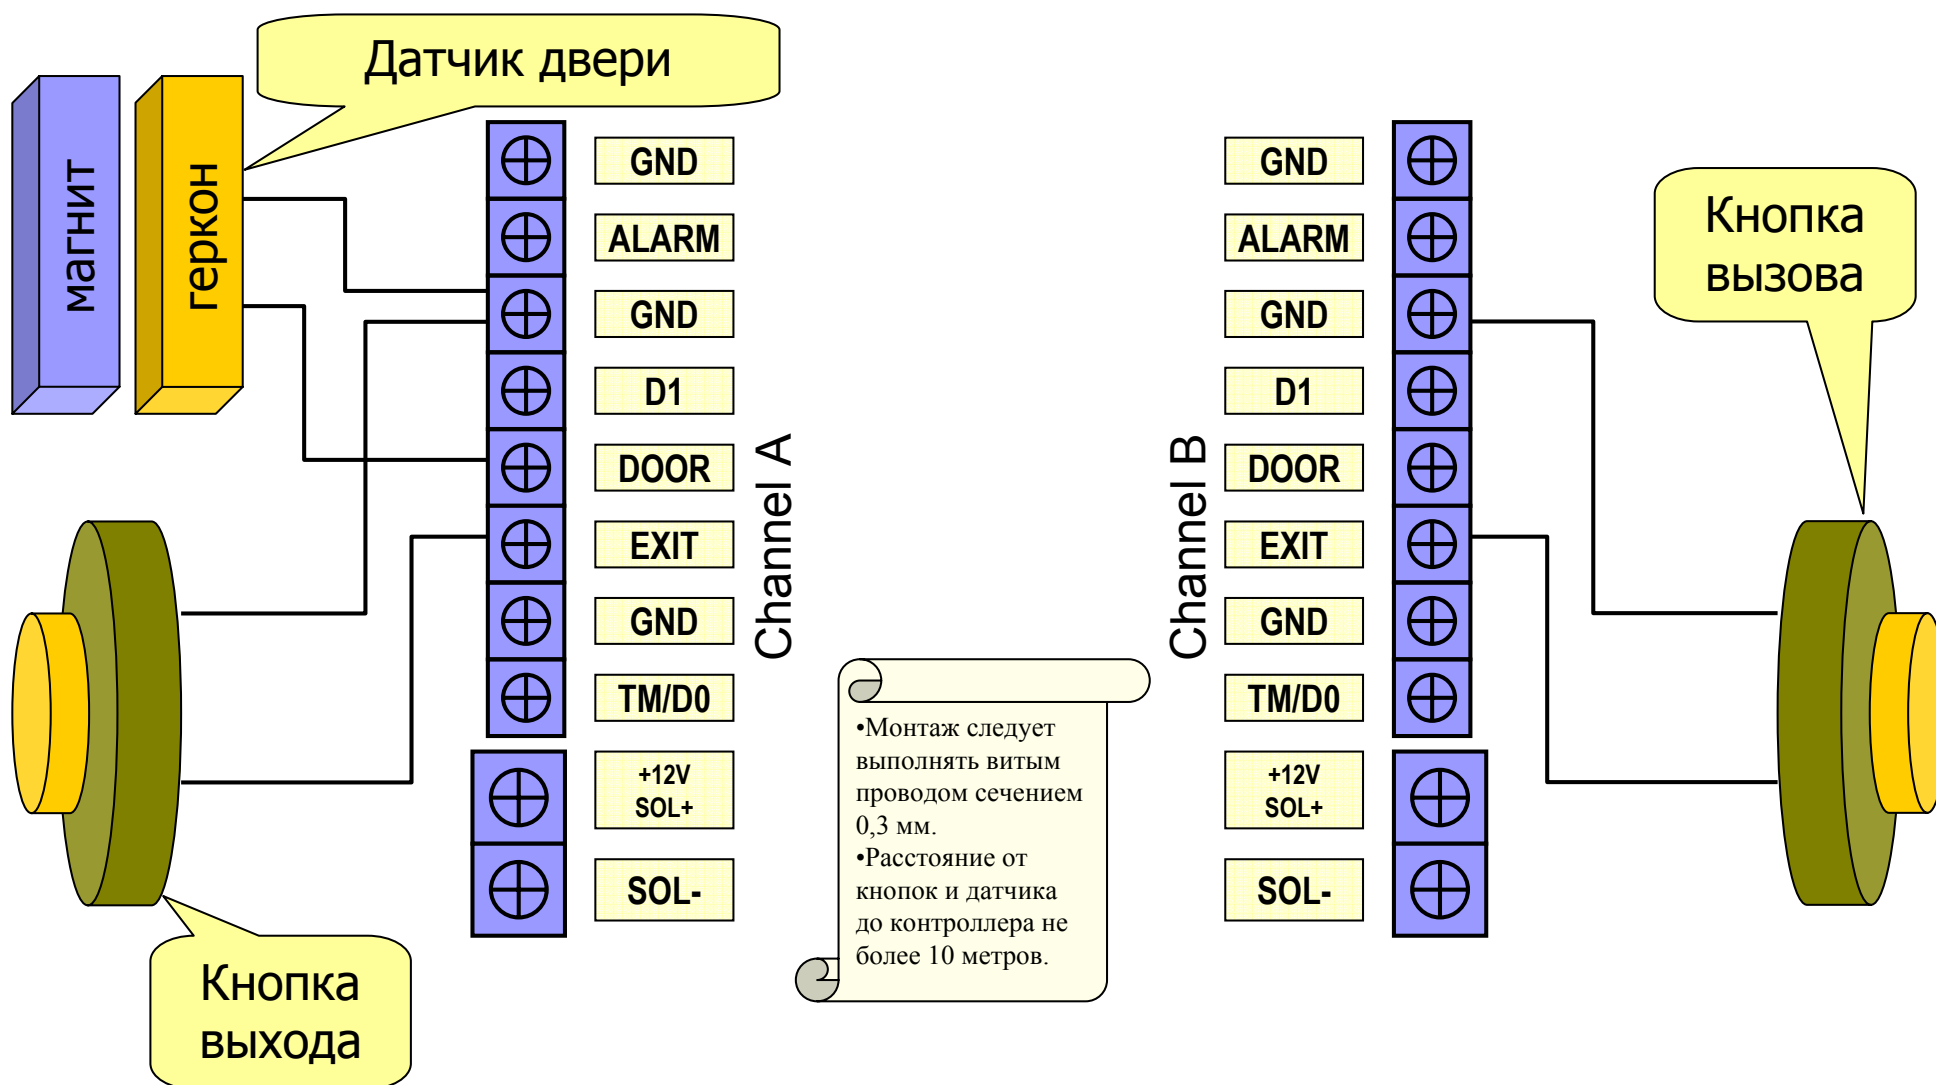 Датчик двери
магнит
геркон
GND
ALARM
GND
D1
DOOR
EXIT
GND
TM/D0
+12V
SOL+
SOL-
Channel A
Channel B
GND
ALARM
GND
D1
DOOR
EXIT
GND
TM/D0
+12V
SOL+
SOL-
Кнопка
вызова
•Монтаж следует
выполнять витым
проводом сечением
0,3 мм.
•Расстояние от
кнопок и датчика
до контроллера не
более 10 метров.
Кнопка
выхода